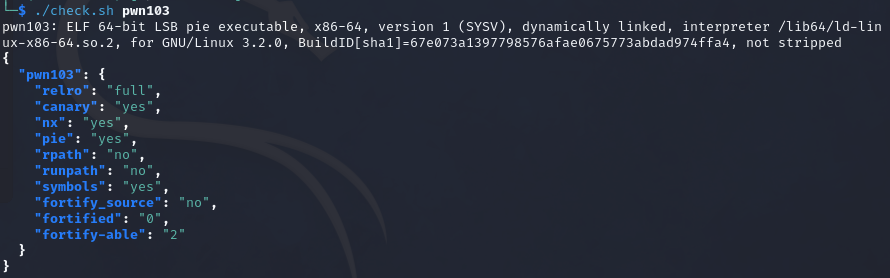 └─$ ./check.sh pwn103
pwn103: ELF 64-bit LSB pie executable, x86-64, version 1 (SYSV), dynamically linked, interpreter /lib64/ld-lin
ux-x86-64.so.2, for GNU/Linux 3.2.0, BuildID[sha1]=67e073a1397798576afae0675773abdad974ffa4, not stripped
{
  "pwn103": {
    "relro": "full",
    "canary": "yes",
    "nx": "yes",
    "pie": "yes",
    "rpath": "no",
    "runpath": "no",
    "symbols": "yes",
    "fortify_source": "no",
    "fortified": "0",
    "fortify-able": "2"
  }
}